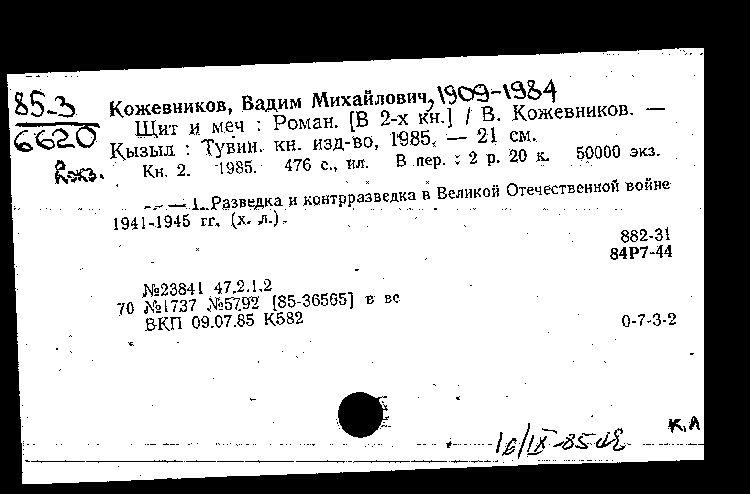 85-3
6620
Кожевников, Вадим Михайлович, 1909-1984
Щит и меч : Роман. [В 2-х кн.] / В. Кожевников. —
Кызыл : Тувин. кн. изд-во, 1985. — 21 см.
Кн. 2. 1985. 476 с., ил. В пер. : 2 р. 20 к. 50000 экз.
— — 1. Разведка и контрразведка в Великой Отечественной войне
1941-1945 гг. (х. л.).
882-31
84Р7-44
№23841 47.2.1.2
70 №1737 №5792 [85-36565] в вс
ВКП 09.07.85 К582
0-7-3-2
К.А
16/IX-85